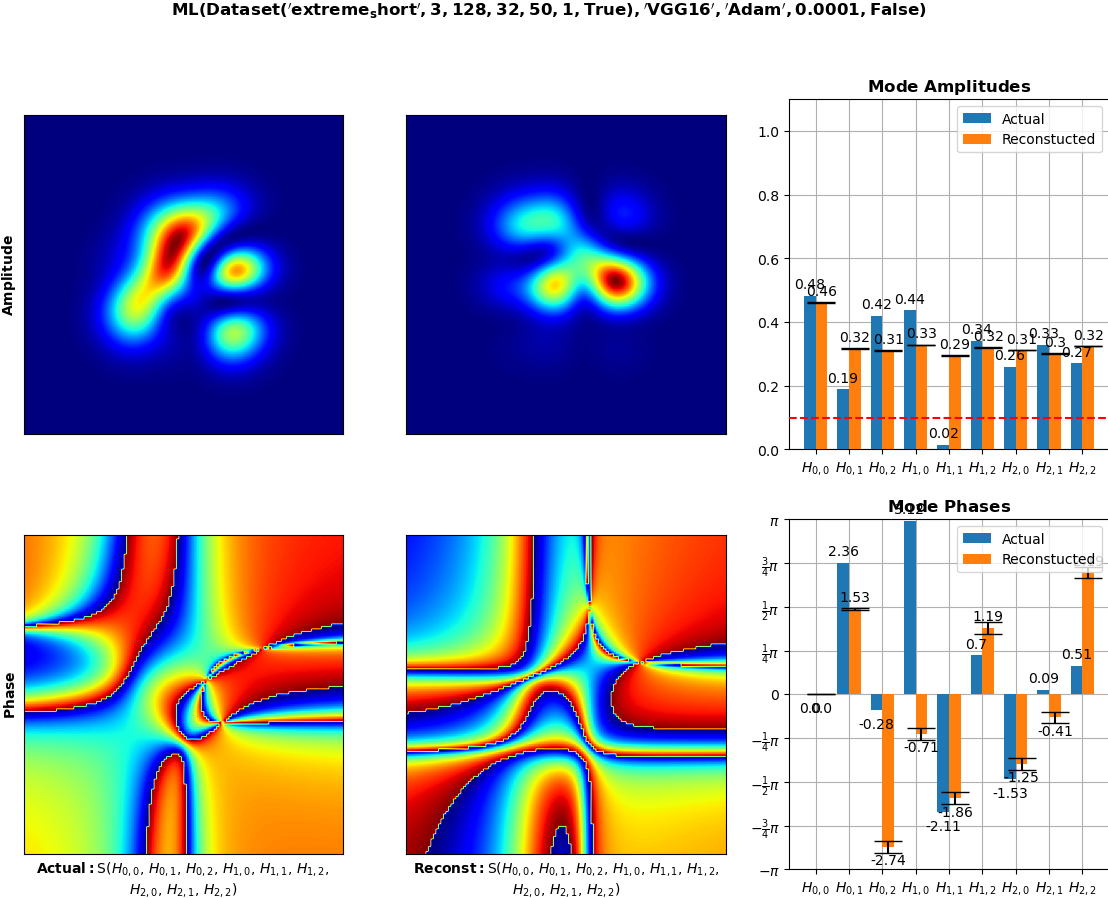 ML(Dataset('extreme_short', 3, 128, 32, 50, 1, True), 'VGG16', 'Adam', 0.0001, False)
Amplitude
Mode Amplitudes
Actual
Reconstucted
1.0
0.8
0.6
0.4
0.2
0.0
0.48
0.46
0.19
0.32
0.42
0.31
0.44
0.33
0.02
0.29
0.34
0.32
0.26
0.31
0.33
0.3
0.27
0.32
H0,0 H0,1 H0,2 H1,0 H1,1 H1,2 H2,0 H2,1 H2,2
Phase
Actual: S(H0,0, H0,1, H0,2, H1,0, H1,1, H1,2,
H2,0, H2,1, H2,2)
Reconst: S(H0,0, H0,1, H0,2, H1,0, H1,1, H1,2,
H2,0, H2,1, H2,2)
Mode Phases
Actual
Reconstucted
π
3/4π
1/2π
1/4π
0
−1/4π
−1/2π
−3/4π
−π
0.0
0.0
2.36
1.53
-0.28
-2.74
3.12
-0.71
-2.11
-1.86
0.7
1.19
-1.53
-1.25
0.09
-0.41
0.51
H0,0 H0,1 H0,2 H1,0 H1,1 H1,2 H2,0 H2,1 H2,2